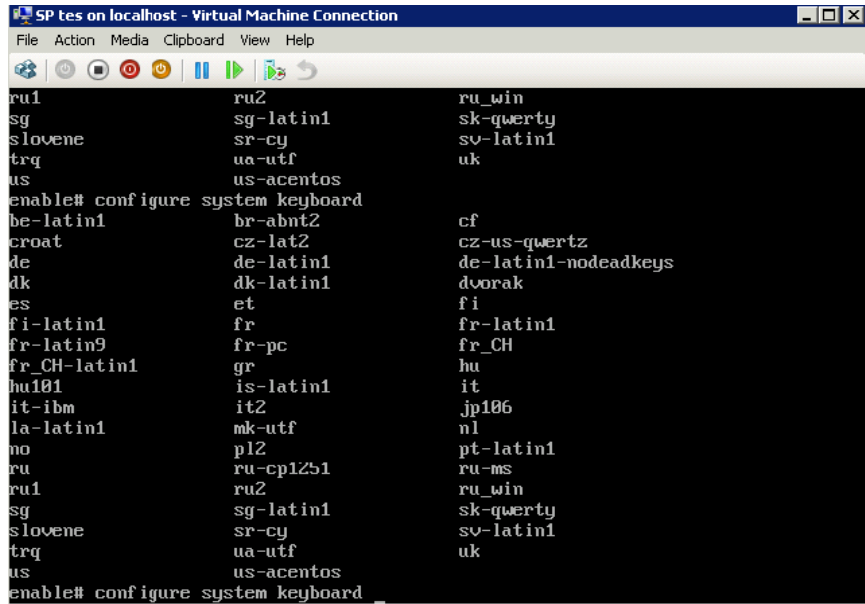 SP tes on localhost - Virtual Machine Connection
File Action Media Clipboard View Help
ru1 ru2 ru_win
sg sg-latin1 sk-qwerty
slovene sr-cy sv-latin1
trq ua-utf uk
us us-acentos
enable# configure system keyboard
be-latin1 br-abnt2 cf
croat cz-lat2 cz-us-qwertz
de de-latin1 de-latin1-nodeadkeys
dk dk-latin1 dvorak
es et fi
fi-latin1 fr fr-latin1
fr-latin9 fr-pc fr_CH
fr_CH-latin1 gr hu
hu101 is-latin1 it
it-ibm it2 jp106
la-latin1 mk-utf nl
no pl2 pt-latin1
ru ru-cp1251 ru-ms
ru1 ru2 ru_win
sg sg-latin1 sk-qwerty
slovene sr-cy sv-latin1
trq ua-utf uk
us us-acentos
enable# configure system keyboard _